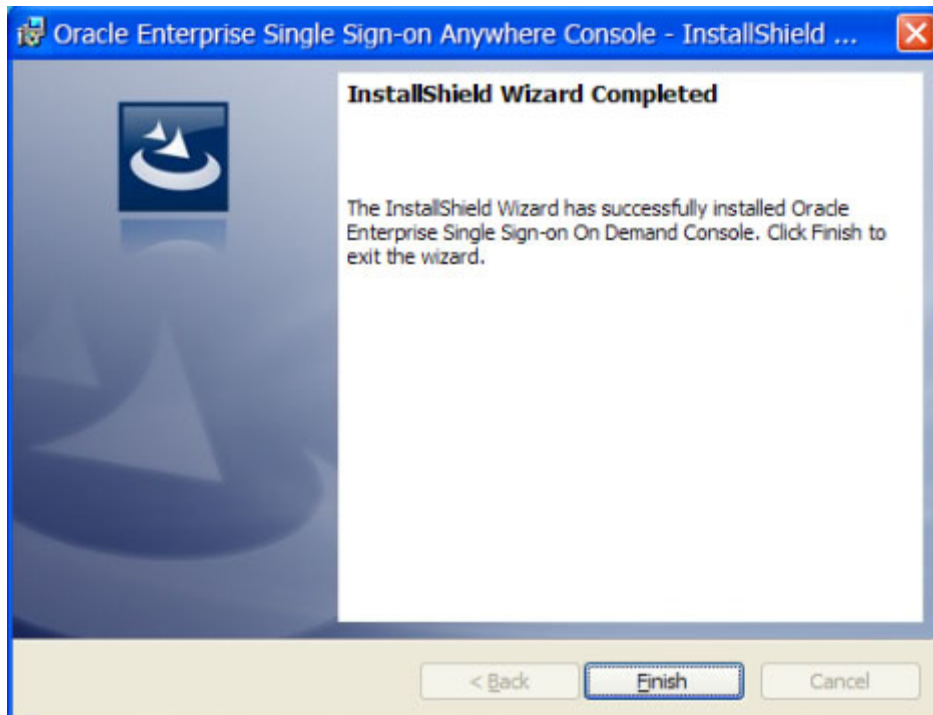 Oracle Enterprise Single Sign-on Anywhere Console - InstallShield ...
InstallShield Wizard Completed
The InstallShield Wizard has successfully installed Oracle
Enterprise Single Sign-on On Demand Console. Click Finish to
exit the wizard.
< Back
Finish
Cancel